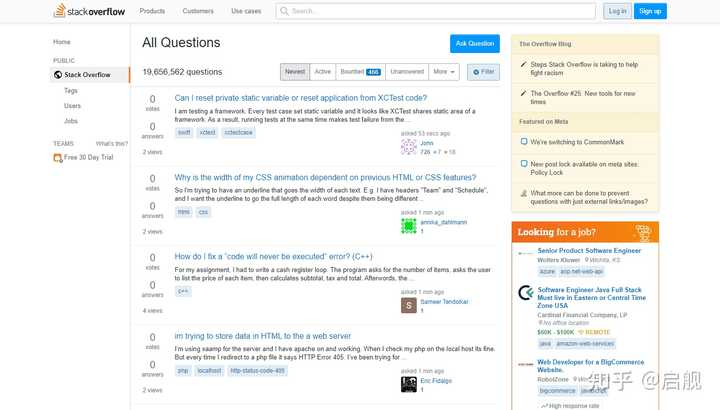 stackoverflow
Products
Customers
Use cases
Search...
Log in
Sign up
Home
PUBLIC
Stack Overflow
Tags
Users
Jobs
TEAMS
What's this?
Free 30 Day Trial
All Questions
Ask Question
19,656,562 questions
Newest
Active
Bountied 466
Unanswered
More
Filter
0
votes
0
answers
2 views
Can I reset private static variable or reset application from XCTest code?
I am testing a framework. Every test case set static variable and it looks like XCTest shares static area of a
framework. As a result, running tests at the same time makes test failure from the ...
swift
xctest
xctestcase
asked 53 secs ago
John
726 7 18
0
votes
0
answers
2 views
Why is the width of my CSS animation dependent on previous HTML or CSS features?
So I'm trying to have an underline that goes the width of each text. E.g. I have headers "Team" and "Schedule",
and I want the underline to go the full length of each word despite them being different ...
html
css
asked 1 min ago
annika_dahlmann
1
0
votes
0
answers
4 views
How do I fix a "code will never be executed" error? (C++)
For my assignment, I had to write a cash register loop. The program asks for the number of items, asks the user
to list the price of each item, then calculates subtotal, tax and total. Afterwords, the ...
c++
asked 1 min ago
S
Sameer Tendolkar
1
0
votes
0
answers
2 views
im trying to store data in HTML to the a web server
I'm using xaamp for the server and I have apache on and working. When I check my php on the local host its fine.
But every time I redirect to a php file it says HTTP Error 405. I've been trying for ...
php
localhost
http-status-code-405
asked 1 min ago
Eric Fidalgo
1
The Overflow Blog
Steps Stack Overflow is taking to help
fight racism
The Overflow #25: New tools for new
times
Featured on Meta
We're switching to CommonMark
New post lock available on meta sites:
Policy Lock
What more can be done to prevent
questions with just external links/images?
Looking for a job?
Senior Product Software Engineer
Wolters Kluwer
Wichita, KS
azure
asp.net-web-api
Software Engineer Java Full Stack
Must live in Eastern or Central Time
Zone USA
Cardinal Financial Company, LP
No office location
$60K - $100K
REMOTE
java
amazon-web-services
Web Developer for a BigCommerce
Website.
RoboteZone
bigcommerce
javascript
High response rate
知乎 @启舰